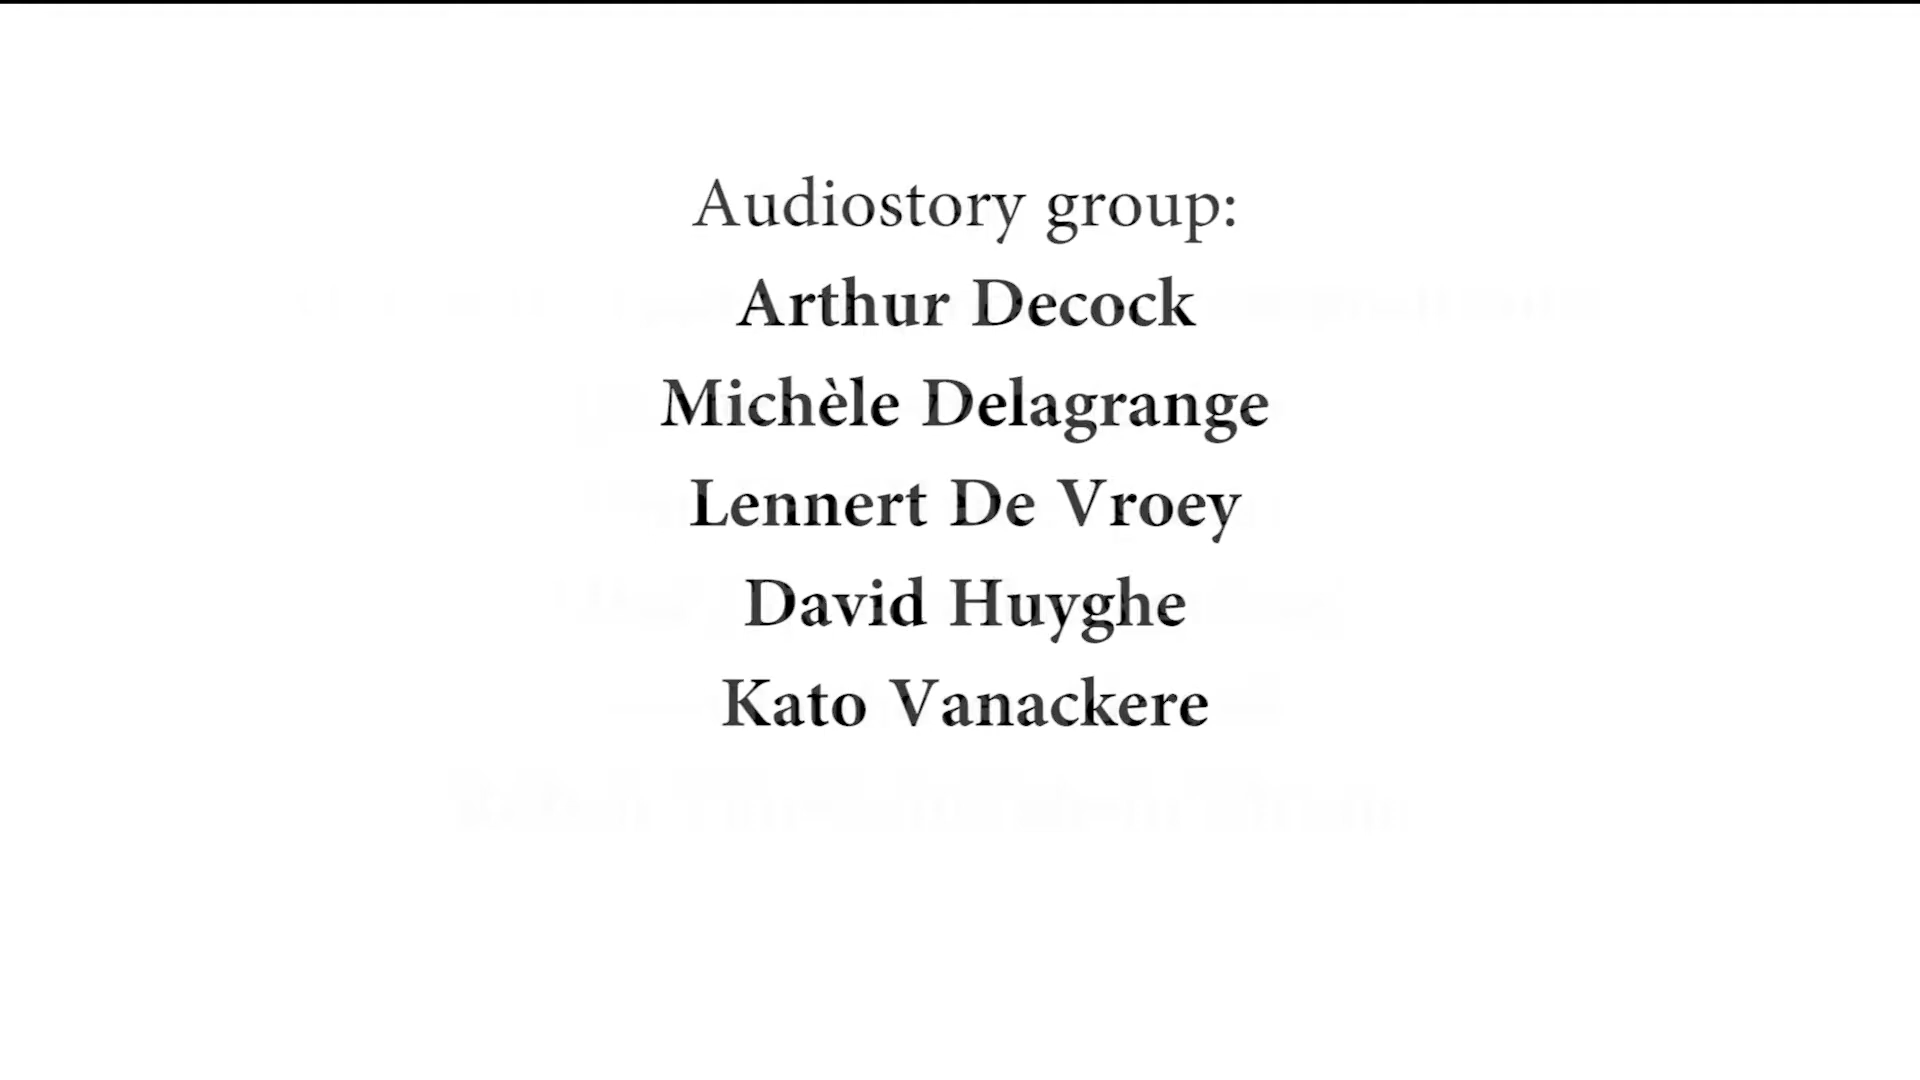 Audiostory group:
Arthur Decock
Michèle Delagrange
Lennert De Vroey
David Huyghe
Kato Vanackere